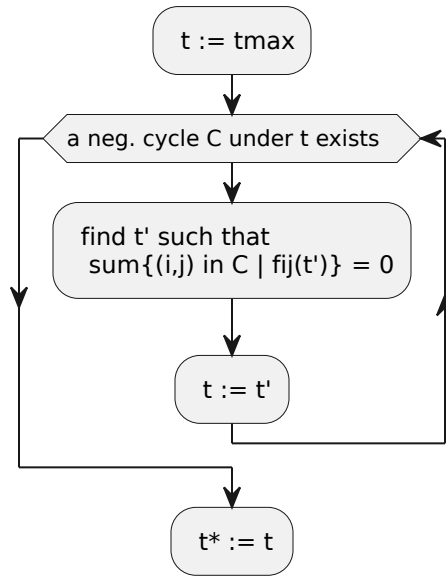 t := tmax
a neg. cycle C under t exists
find t' such that
sum{(i,j) in C | fij(t')} = 0
t := t'
t* := t